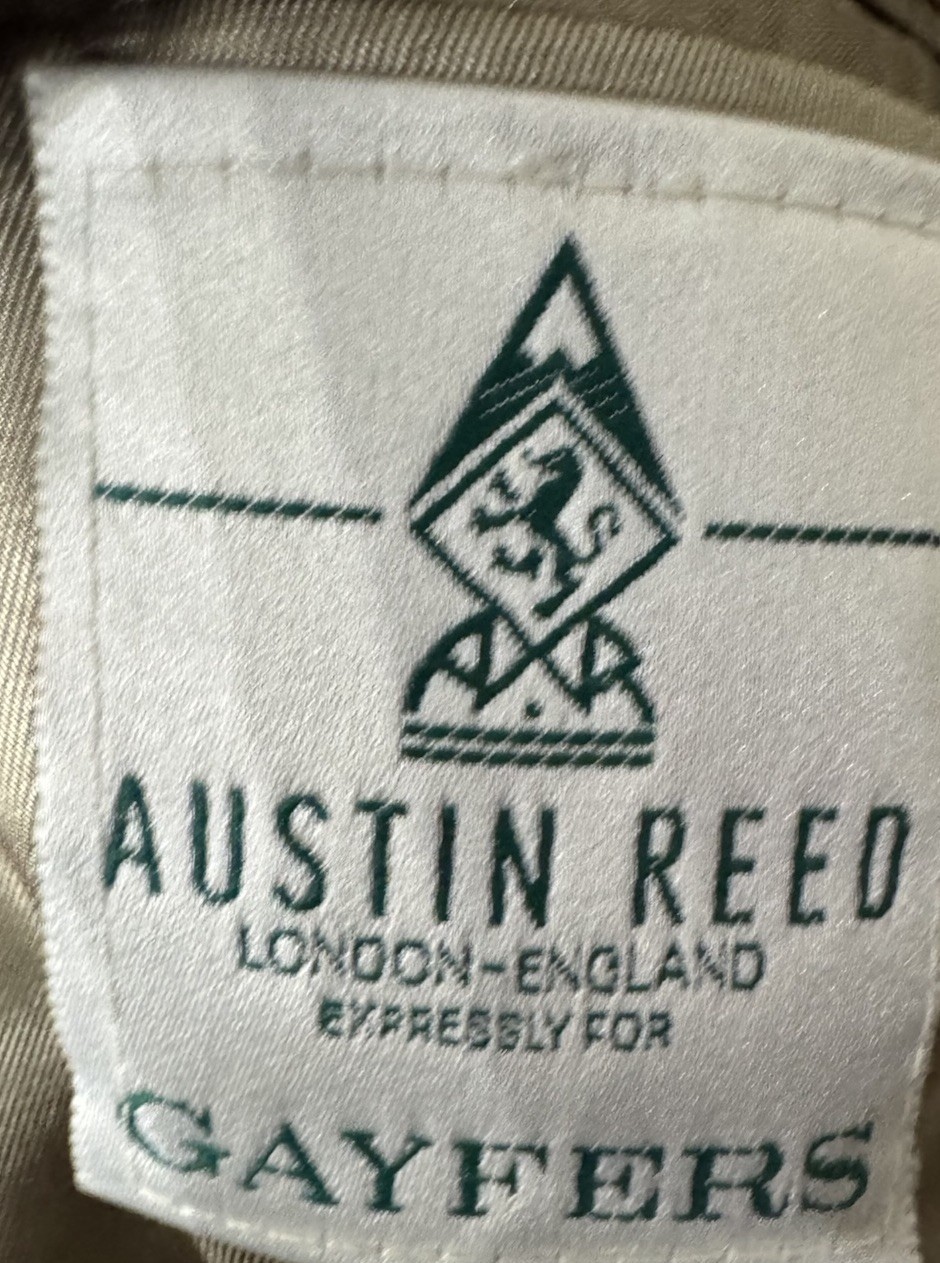 AUSTIN REED
LONDON-ENGLAND
EXPRESSLY FOR
GAYFERS